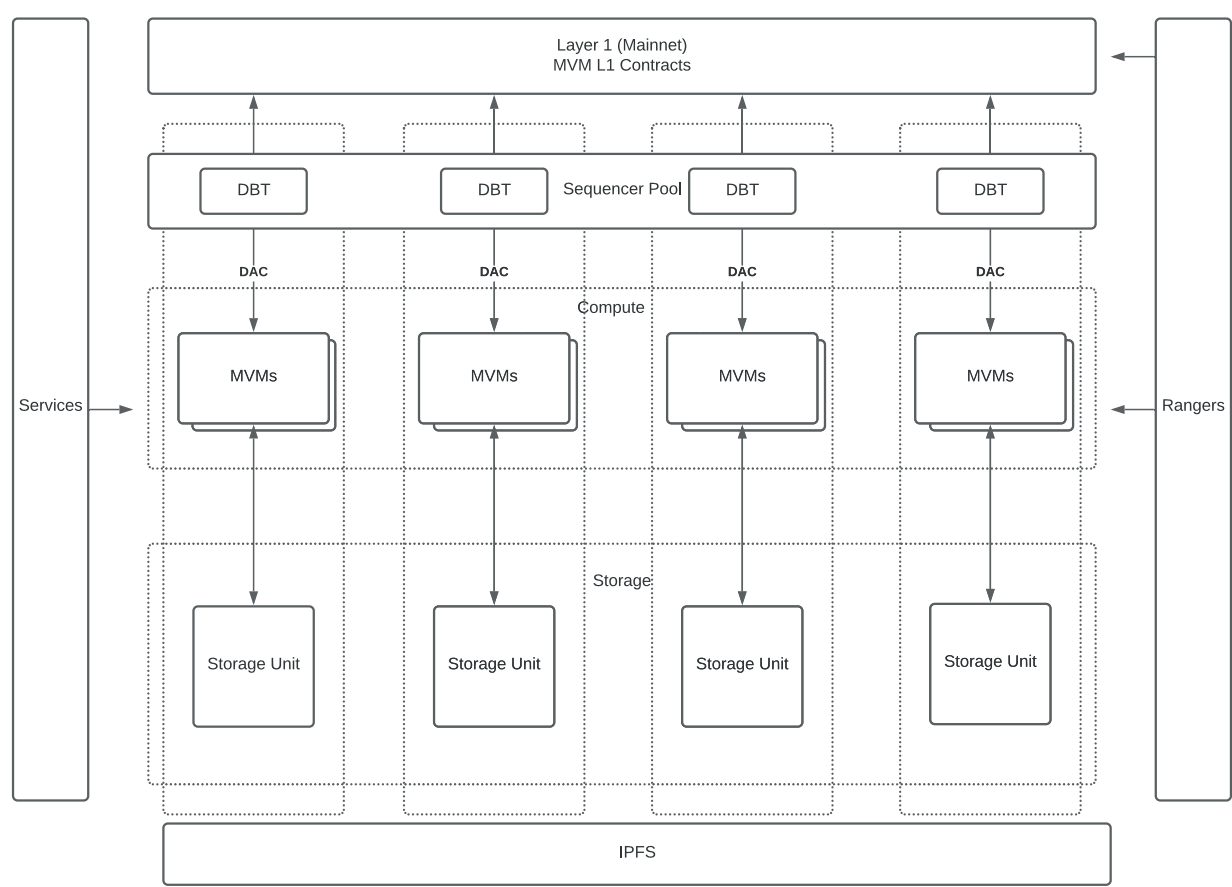 Layer 1 (Mainnet)
MVM L1 Contracts
DBT
DBT
Sequencer Pool
DBT
DBT
DAC
DAC
DAC
DAC
Compute
MVMs
MVMs
MVMs
MVMs
Services
Rangers
Storage
Storage Unit
Storage Unit
Storage Unit
Storage Unit
IPFS